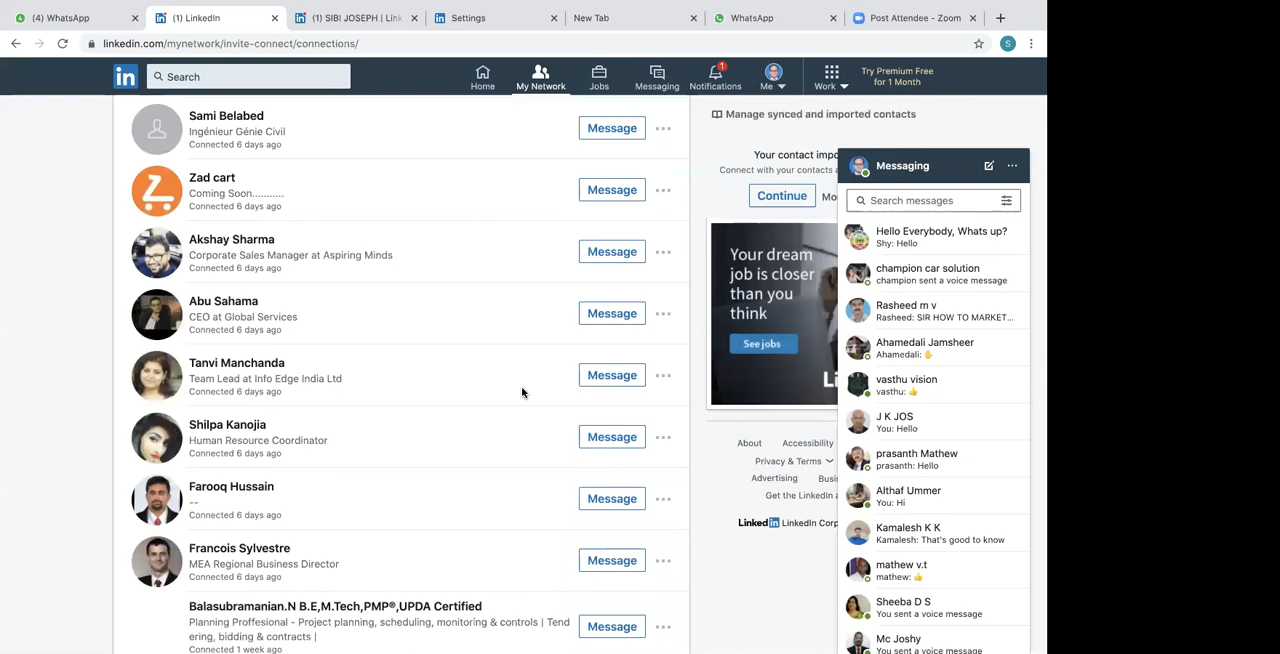 (4) WhatsApp
(1) LinkedIn
(1) SIBI JOSEPH | Link
Settings
New Tab
WhatsApp
Post Attendee - Zoom
linkedin.com/mynetwork/invite-connect/connections/
S
in
Search
Home
My Network
Jobs
Messaging
1
Notifications
Me
Work
Try Premium Free
for 1 Month
Sami Belabed
Ingénieur Génie Civil
Connected 6 days ago
Message
Zad cart
Coming Soon...........
Connected 6 days ago
Message
Akshay Sharma
Corporate Sales Manager at Aspiring Minds
Connected 6 days ago
Message
Abu Sahama
CEO at Global Services
Connected 6 days ago
Message
Tanvi Manchanda
Team Lead at Info Edge India Ltd
Connected 6 days ago
Message
Shilpa Kanojia
Human Resource Coordinator
Connected 6 days ago
Message
Farooq Hussain
--
Connected 6 days ago
Message
Francois Sylvestre
MEA Regional Business Director
Connected 6 days ago
Message
Balasubramanian.N B.E,M.Tech,PMP®,UPDA Certified
Planning Proffesional - Project planning, scheduling, monitoring & controls | Tend
ering, bidding & contracts |
Connected 1 week ago
Message
Manage synced and imported contacts
Your contact impo
Connect with your contacts a
Continue
Mo
Your dream
job is closer
than you
think
See jobs
Li
About
Accessibility
Privacy & Terms
Advertising
Busi
Get the LinkedIn a
Linked in LinkedIn Corp
Messaging
Search messages
Hello Everybody, Whats up?
Shy: Hello
champion car solution
champion sent a voice message
Rasheed m v
Rasheed: SIR HOW TO MARKET...
Ahamedali Jamsheer
Ahamedali: ✋
vasthu vision
vasthu: 👍
J K JOS
You: Hello
prasanth Mathew
prasanth: Hello
Althaf Ummer
You: Hi
Kamalesh K K
Kamalesh: That's good to know
mathew v.t
mathew: 👍
Sheeba D S
You sent a voice message
Mc Joshy
You sent a voice message